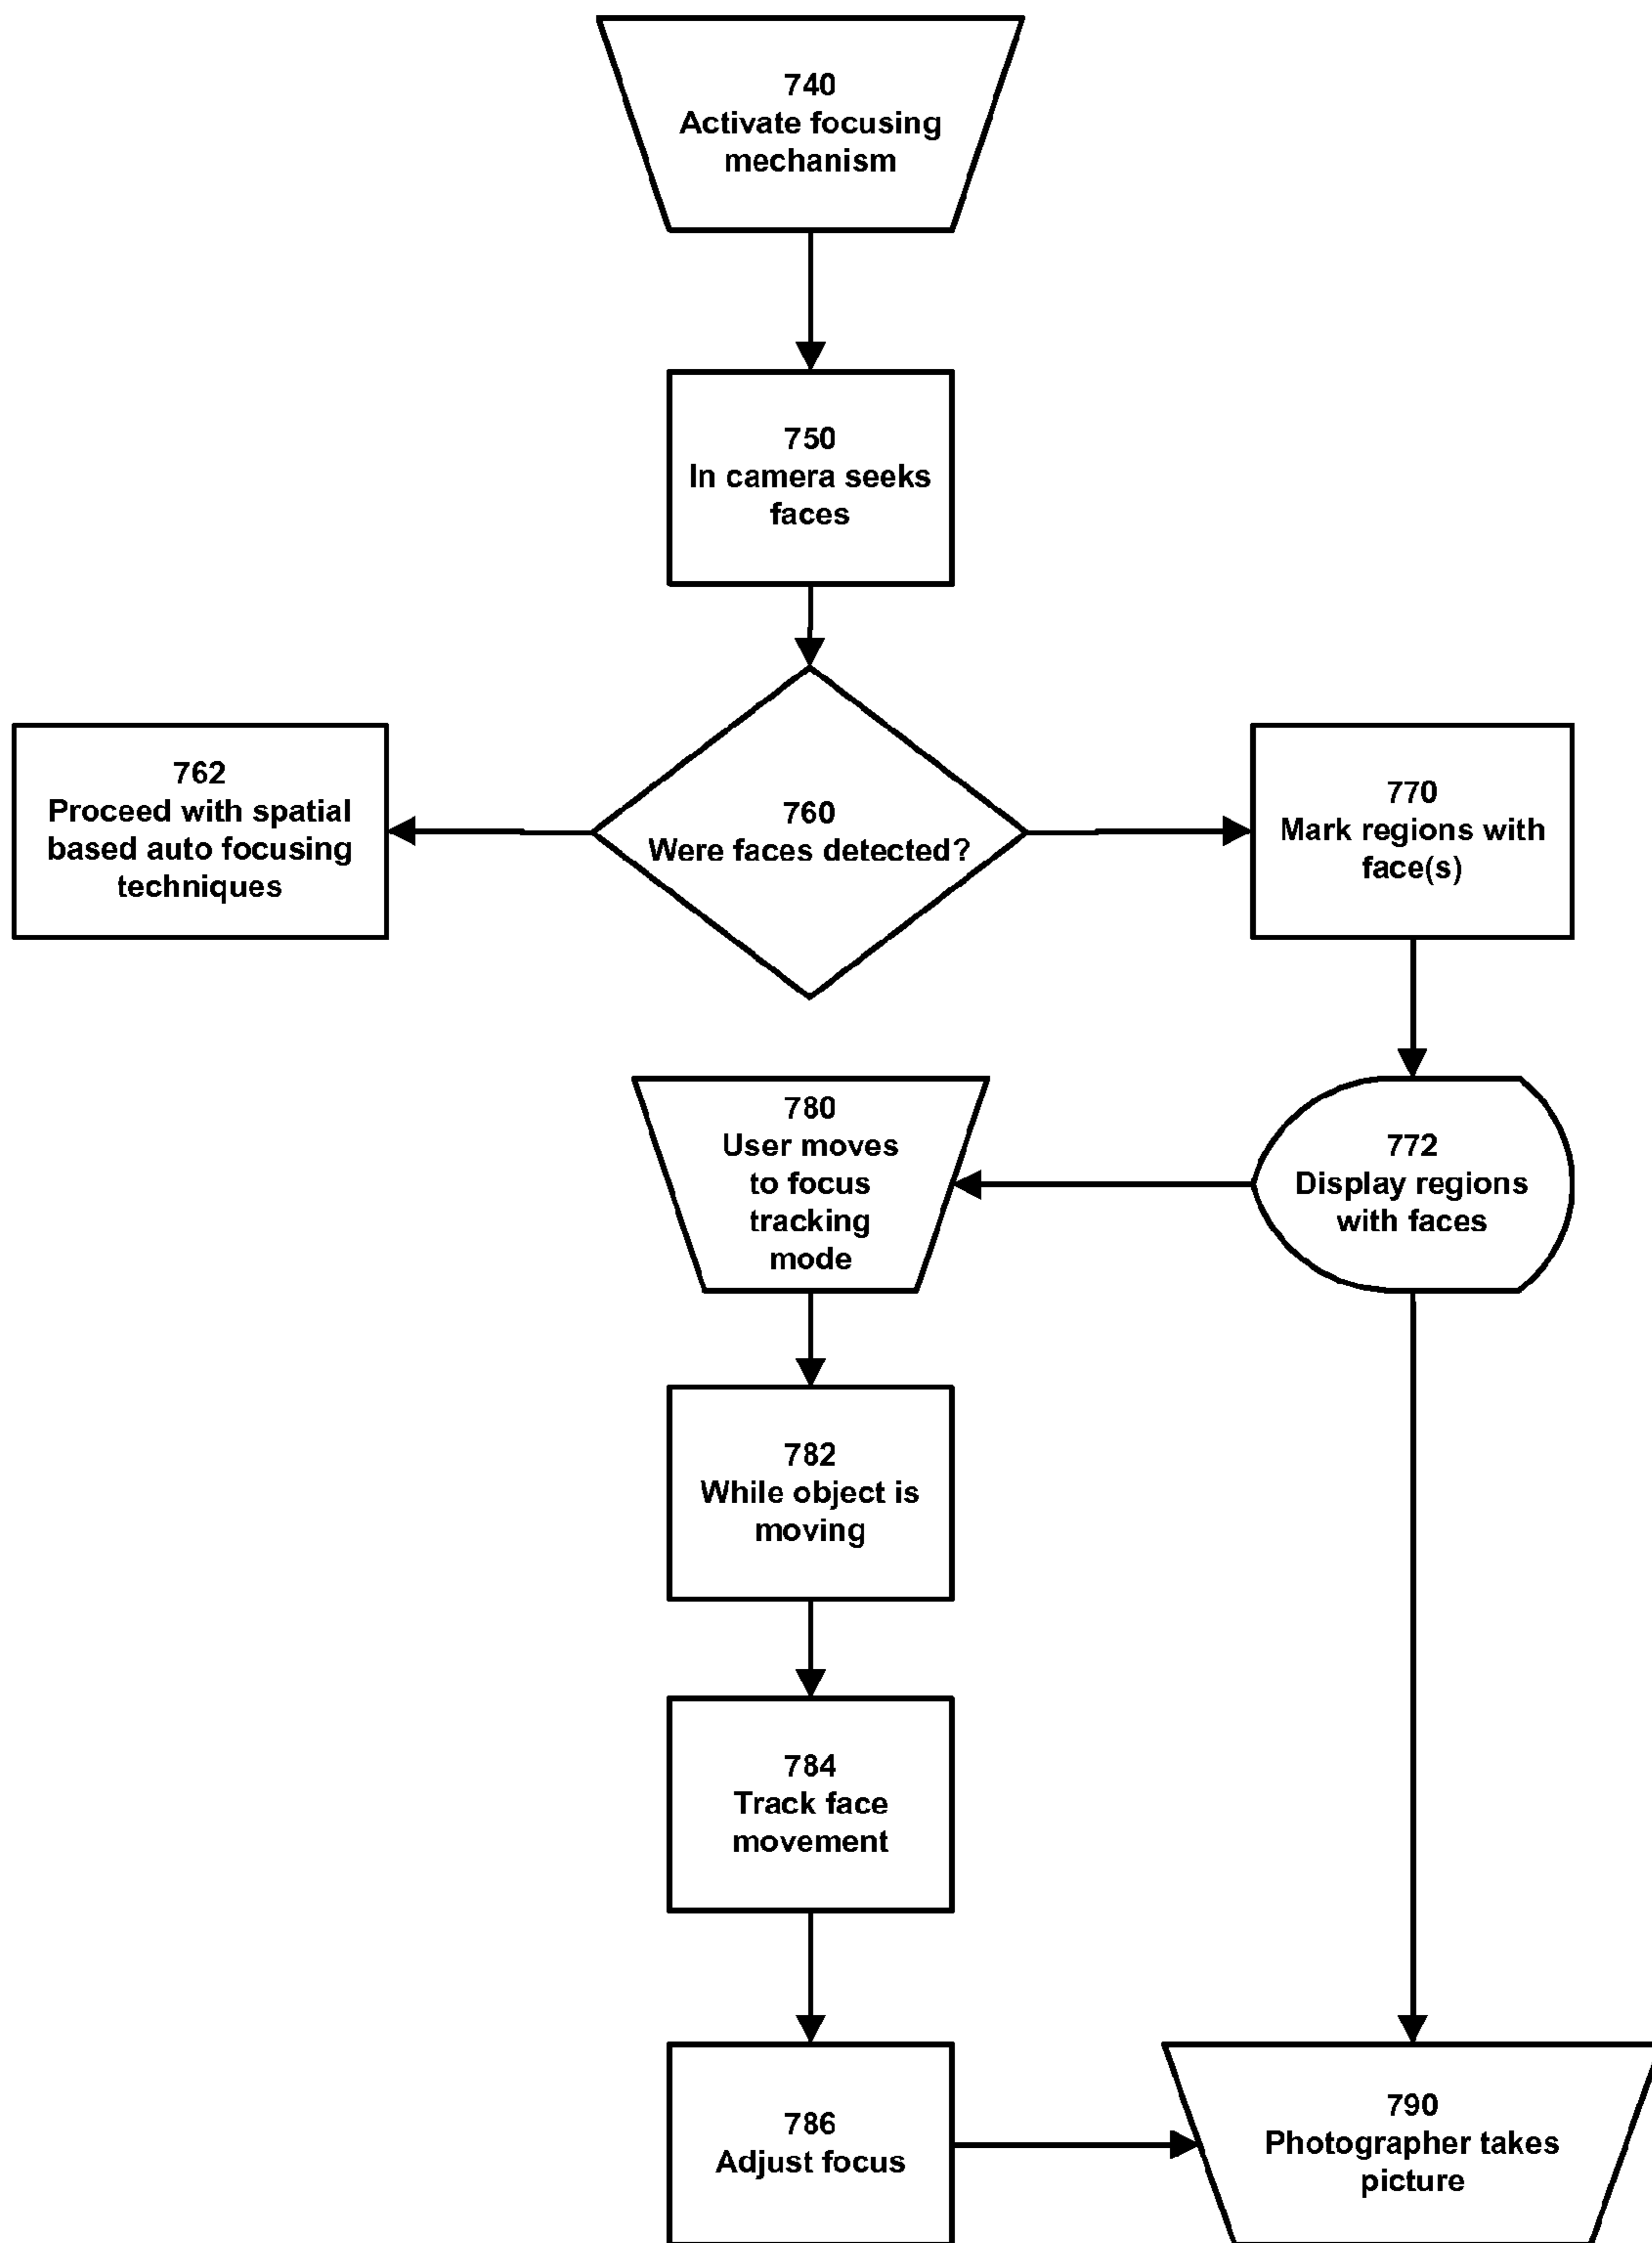 740
Activate focusing
mechanism
750
In camera seeks
faces
762
Proceed with spatial
based auto focusing
techniques
760
Were faces detected?
770
Mark regions with
face(s)
780
User moves
to focus
tracking
mode
772
Display regions
with faces
782
While object is
moving
784
Track face
movement
786
Adjust focus
790
Photographer takes
picture